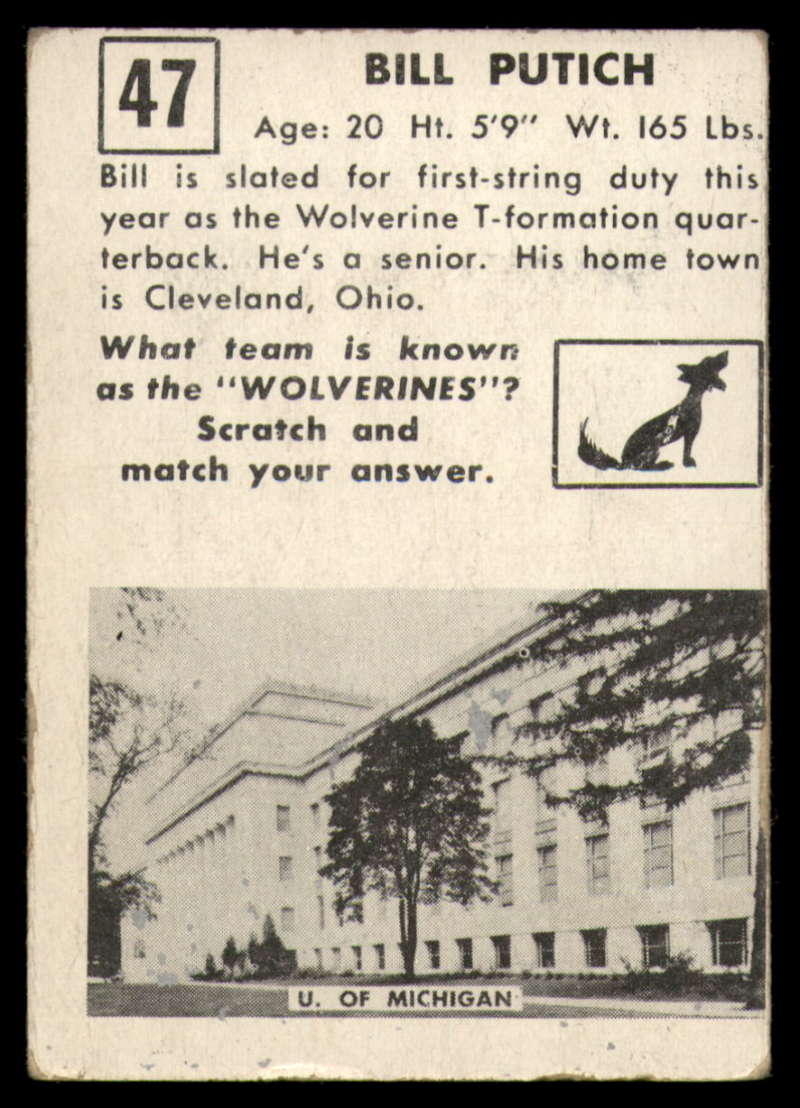 47
BILL PUTICH
Age: 20 Ht. 5'9" Wt. 165 Lbs.
Bill is slated for first-string duty this
year as the Wolverine T-formation quar-
terback. He's a senior. His home town
is Cleveland, Ohio.
What team is known
as the "WOLVERINES"?
Scratch and
match your answer.
U. OF MICHIGAN